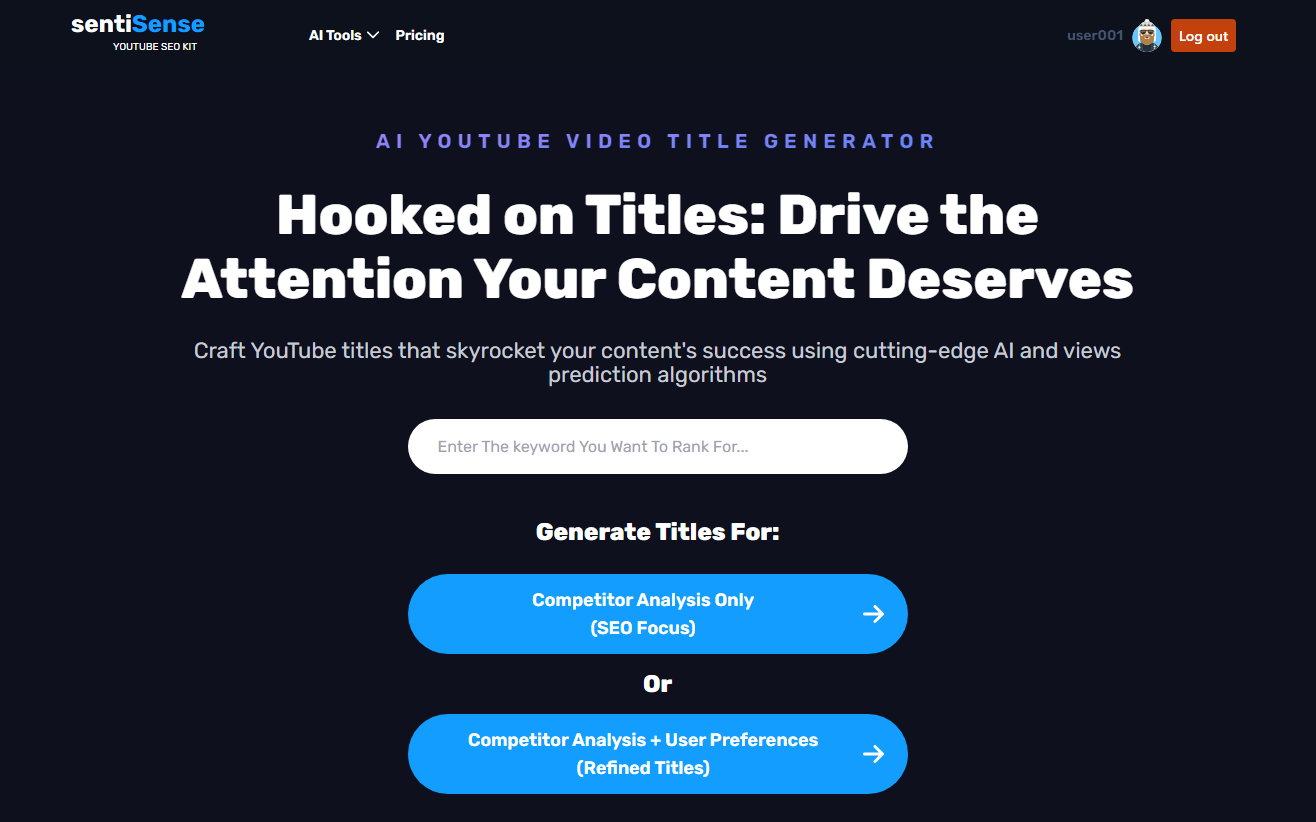 sentiSense
YOUTUBE SEO KIT
AI Tools
Pricing
user001
Log out
AI YOUTUBE VIDEO TITLE GENERATOR
Hooked on Titles: Drive the
Attention Your Content Deserves
Craft YouTube titles that skyrocket your content's success using cutting-edge AI and views
prediction algorithms
Enter The keyword You Want To Rank For...
Generate Titles For:
Competitor Analysis Only
(SEO Focus)
Or
Competitor Analysis + User Preferences
(Refined Titles)